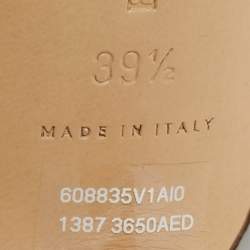 39½
MADE IN ITALY
608835V1AI0
1387 3650AED